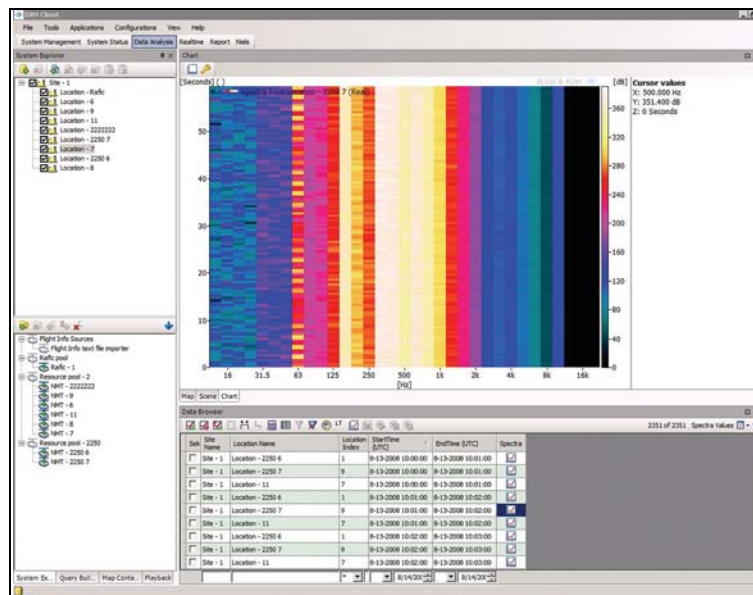 EMS Client
File Tools Applications Configurations View Help
System Management System Status Data Analysis Realtime Report Niels
System Explorer
Site - 1
Location - Rafic
Location - 6
Location - 9
Location - 11
Location - 2222222
Location - 2250 7
Location - 7
Location - 2250 6
Location - 8
Flight Info Sources
Flight Info text file importer
Rafic pool
Rafic - 1
Resource pool - 2
NMT - 2222222
NMT - 9
NMT - 6
NMT - 11
NMT - 8
NMT - 7
Resource pool - 2250
NMT - 2250 6
NMT - 2250 7
System Ex... Query Buil... Map Conte... Playback
Chart
[Seconds] ( )
2250 7 (Real)
[dB]
50
40
30
20
10
0
16 31.5 63 125 250 500 1k 2k 4k 8k 16k
[Hz]
360
320
280
240
200
160
120
80
40
0
Cursor values
X: 500.000 Hz
Y: 351.400 dB
Z: 0 Seconds
Map Scene Chart
Data Browser
2351 of 2351 Spectra Values
Sel Site Name Location Name Location Index StartTime (UTC) EndTime (UTC) Spectra
Site - 1 Location - 2250 6 1 8-13-2008 10:00:00 8-13-2008 10:01:00
Site - 1 Location - 2250 7 9 8-13-2008 10:00:00 8-13-2008 10:01:00
Site - 1 Location - 11 7 8-13-2008 10:00:00 8-13-2008 10:01:00
Site - 1 Location - 2250 6 1 8-13-2008 10:01:00 8-13-2008 10:02:00
Site - 1 Location - 2250 7 9 8-13-2008 10:01:00 8-13-2008 10:02:00
Site - 1 Location - 11 7 8-13-2008 10:01:00 8-13-2008 10:02:00
Site - 1 Location - 2250 6 1 8-13-2008 10:02:00 8-13-2008 10:03:00
Site - 1 Location - 2250 7 9 8-13-2008 10:02:00 8-13-2008 10:03:00
Site - 1 Location - 11 7 8-13-2008 10:02:00 8-13-2008 10:03:00
= 8/14/200 8/14/200